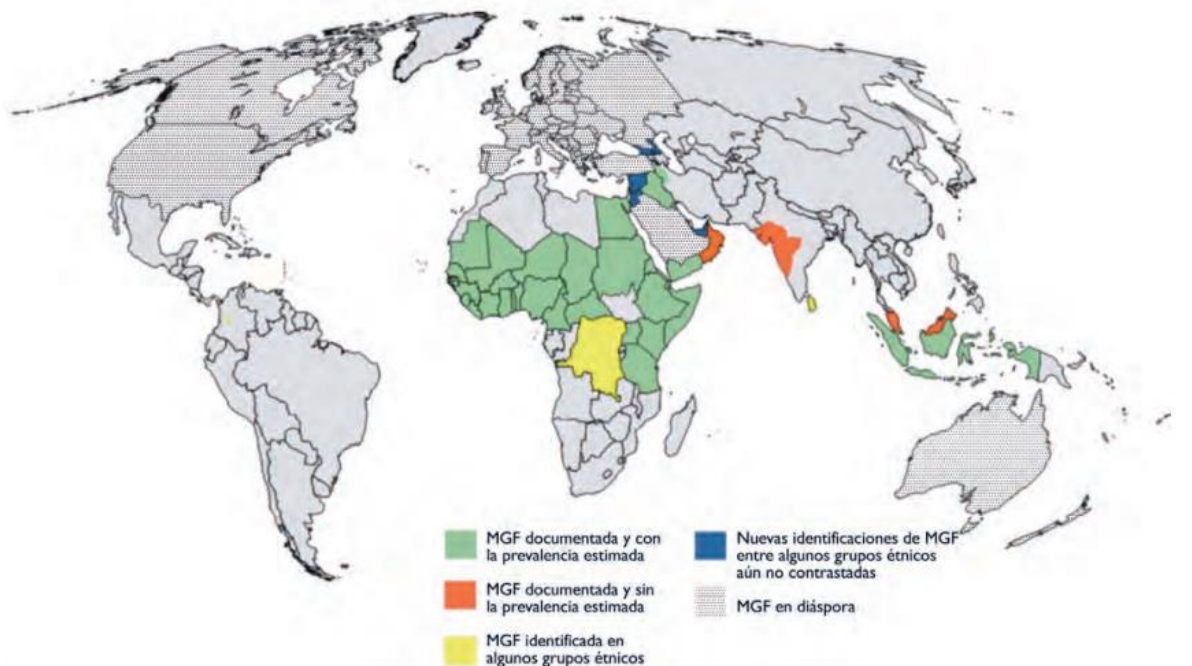 MGF documentada y con
la prevalencia estimada
MGF documentada y sin
la prevalencia estimada
MGF identificada en
algunos grupos étnicos
Nuevas identificaciones de MGF
entre algunos grupos étnicos
aún no contrastadas
MGF en diáspora